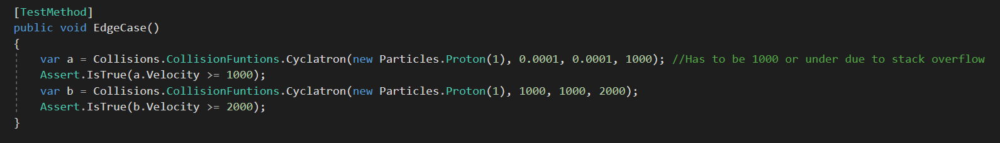 [TestMethod]
public void EdgeCase()
{
var a = Collisions.CollisionFuntions.Cyclatron(new Particles.Proton(1), 0.0001, 0.0001, 1000); //Has to be 1000 or under due to stack overflow
Assert.IsTrue(a.Velocity >= 1000);
var b = Collisions.CollisionFuntions.Cyclatron(new Particles.Proton(1), 1000, 1000, 2000);
Assert.IsTrue(b.Velocity >= 2000);
}